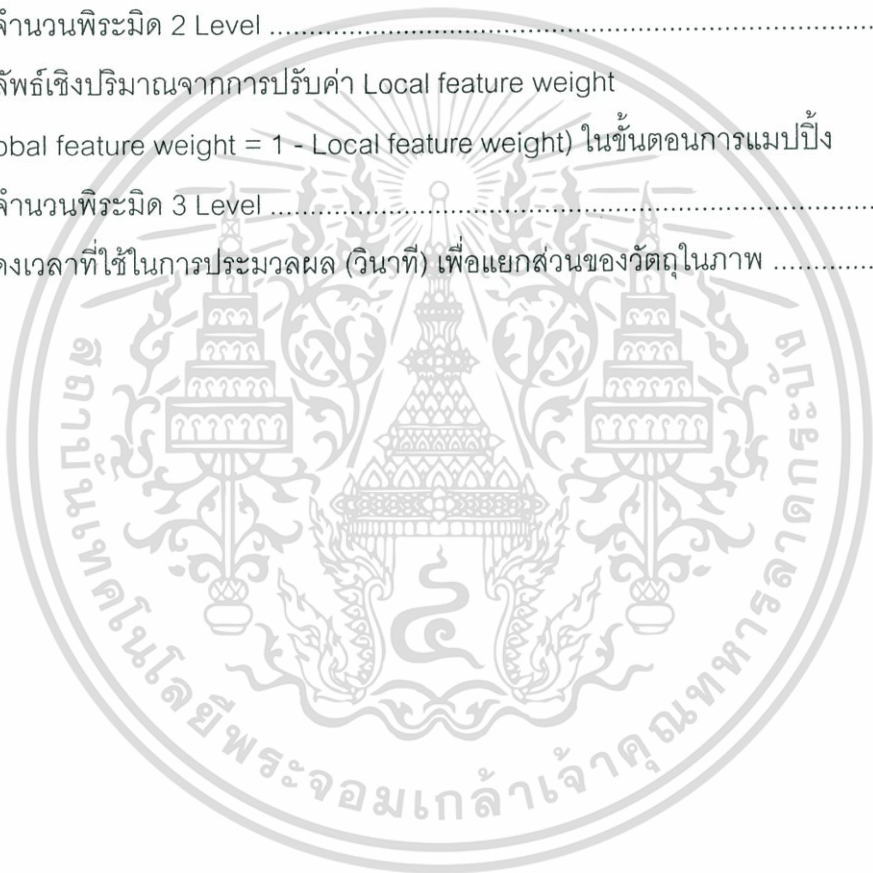 จำนวนพิระมิด 2 Level ................................................................
ลัพธ์เชิงปริมาณจากการปรับค่า Local feature weight
obal feature weight = 1 - Local feature weight) ในขั้นตอนการแมปปิ้ง
จำนวนพิระมิด 3 Level ................................................................
งเวลาที่ใช้ในการประมวลผล (วินาที) เพื่อแยกส่วนของวัตถุในภาพ ...............
สถาบันเทคโนโลยีพระจอมเกล้าเจ้าคุณทหารลาดกระบัง